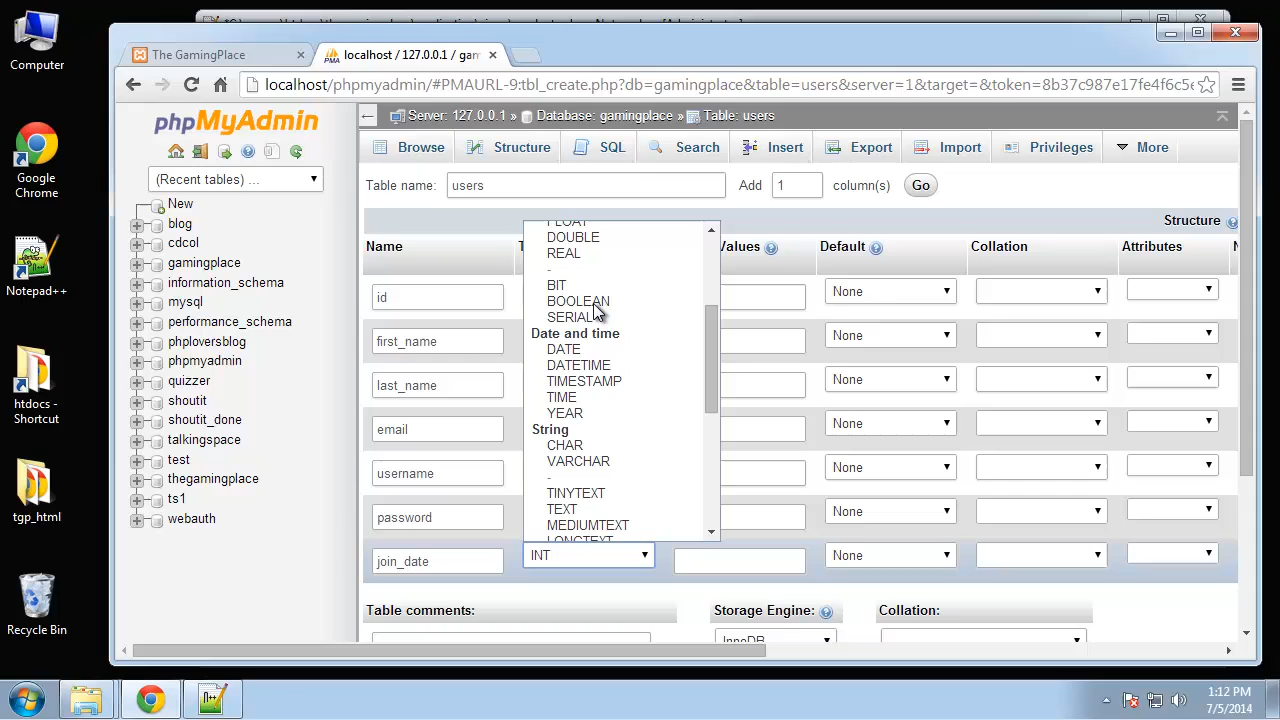 Computer
Google
Chrome
Notepad++
htdocs -
Shortcut
tgp_html
Recycle Bin
The GamingPlace
localhost / 127.0.0.1 / gam
localhost/phpmyadmin/#PMAURL-9:tbl_create.php?db=gamingplace&table=users&server=1&target=&token=8b37c987e17fe4f6c5e
phpMyAdmin
(Recent tables) ...
New
blog
cdcol
gamingplace
information_schema
mysql
performance_schema
phploversblog
phpmyadmin
quizzer
shoutit
shoutit_done
talkingspace
test
thegamingplace
ts1
webauth
Server: 127.0.0.1 » Database: gamingplace » Table: users
Browse Structure SQL Search Insert Export Import Privileges More
Table name: users Add 1 column(s) Go
Structure
Name Values Default Collation Attributes
id None
first_name None
last_name None
email None
username None
password None
join_date INT None
FLOAT
DOUBLE
REAL
-
BIT
BOOLEAN
SERIAL
Date and time
DATE
DATETIME
TIMESTAMP
TIME
YEAR
String
CHAR
VARCHAR
-
TINYTEXT
TEXT
MEDIUMTEXT
LONGTEXT
Table comments: Storage Engine: Collation:
InnoDB
1:12 PM
7/5/2014